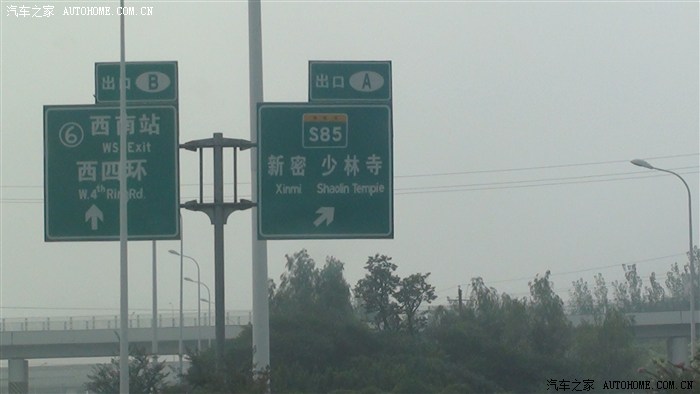 汽车之家 AUTOHOME.COM.CN
出口 B
⑥ 西南站
WS Exit
西四环
W.4th Ring Rd.
出口 A
S85
新密 少林寺
Xinmi Shaolin Temple
汽车之家 AUTOHOME.COM.CN